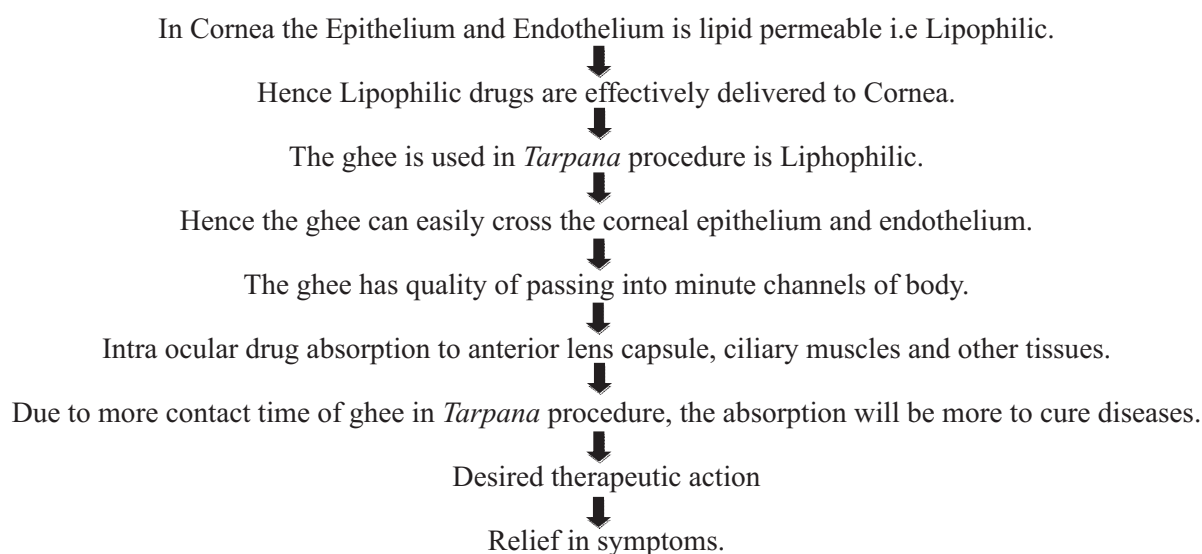 In Cornea the Epithelium and Endothelium is lipid permeable i.e Lipophilic.
Hence Lipophilic drugs are effectively delivered to Cornea.
The ghee is used in Tarpana procedure is Liphophilic.
Hence the ghee can easily cross the corneal epithelium and endothelium.
The ghee has quality of passing into minute channels of body.
Intra ocular drug absorption to anterior lens capsule, ciliary muscles and other tissues.
Due to more contact time of ghee in Tarpana procedure, the absorption will be more to cure diseases.
Desired therapeutic action
Relief in symptoms.